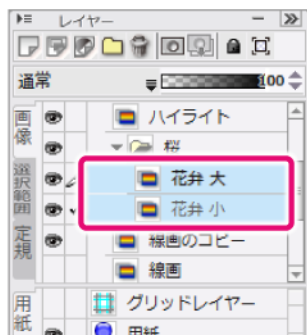 レイヤー
通常 100
画像
ハイライト
桜
選択範囲
花弁 大
花弁 小
定規
線画のコピー
線画
用紙
グリッドレイヤー
用紙